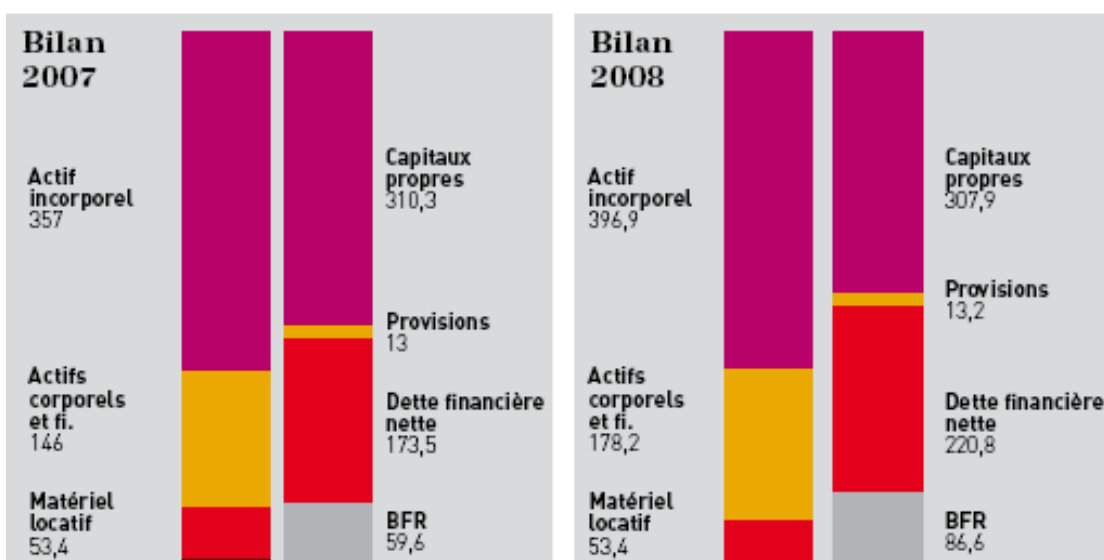 Bilan
2007
Actif
incorporel
357
Actifs
corporels
et fi.
146
Matériel
locatif
53,4
Capitaux
propres
310,3
Provisions
13
Dette financière
nette
173,5
BFR
59,6
Bilan
2008
Actif
incorporel
396,9
Actifs
corporels
et fi.
178,2
Matériel
locatif
53,4
Capitaux
propres
307,9
Provisions
13,2
Dette financière
nette
220,8
BFR
86,6